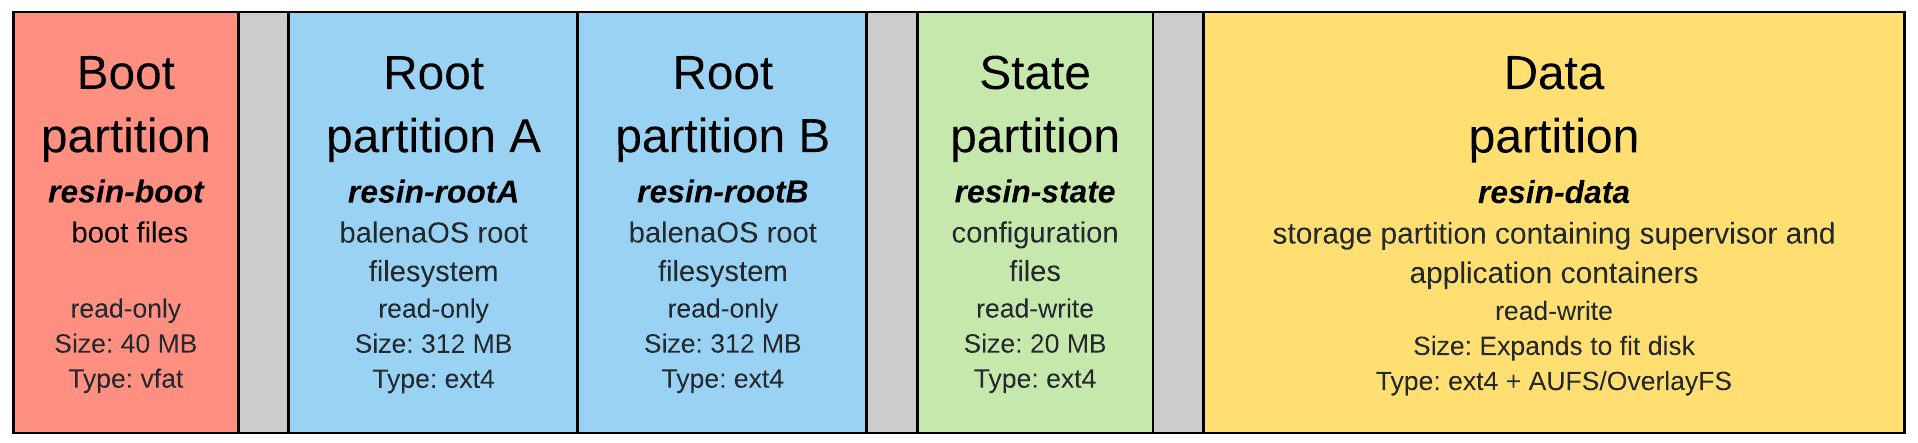 Boot
partition
resin-boot
boot files
read-only
Size: 40 MB
Type: vfat
Root
partition A
resin-rootA
balenaOS root
filesystem
read-only
Size: 312 MB
Type: ext4
Root
partition B
resin-rootB
balenaOS root
filesystem
read-only
Size: 312 MB
Type: ext4
State
partition
resin-state
configuration
files
read-write
Size: 20 MB
Type: ext4
Data
partition
resin-data
storage partition containing supervisor and
application containers
read-write
Size: Expands to fit disk
Type: ext4 + AUFS/OverlayFS